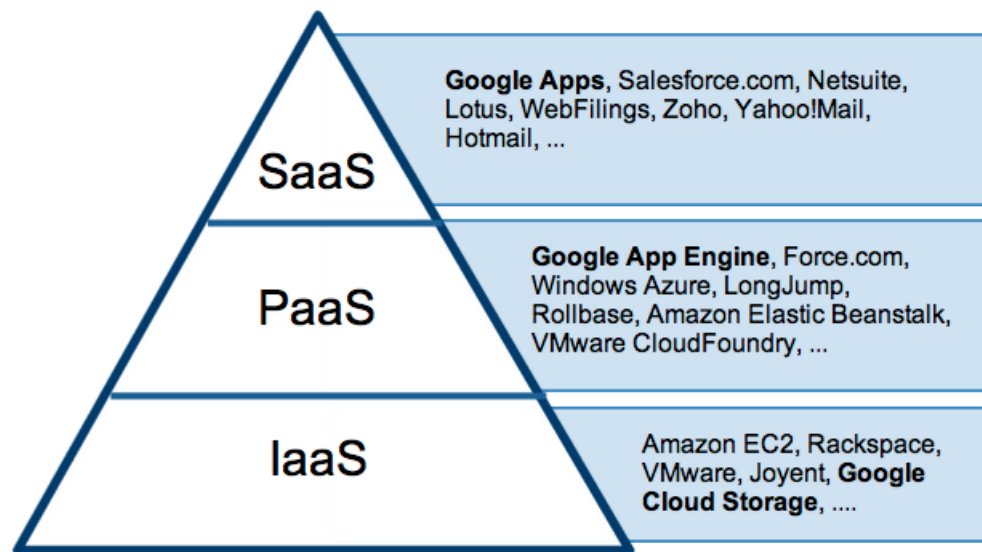 Google Apps, Salesforce.com, Netsuite,
Lotus, WebFilings, Zoho, Yahoo!Mail,
Hotmail, ...
SaaS
Google App Engine, Force.com,
Windows Azure, LongJump,
Rollbase, Amazon Elastic Beanstalk,
VMware CloudFoundry, ...
PaaS
Amazon EC2, Rackspace,
VMware, Joyent, Google
Cloud Storage, ....
IaaS